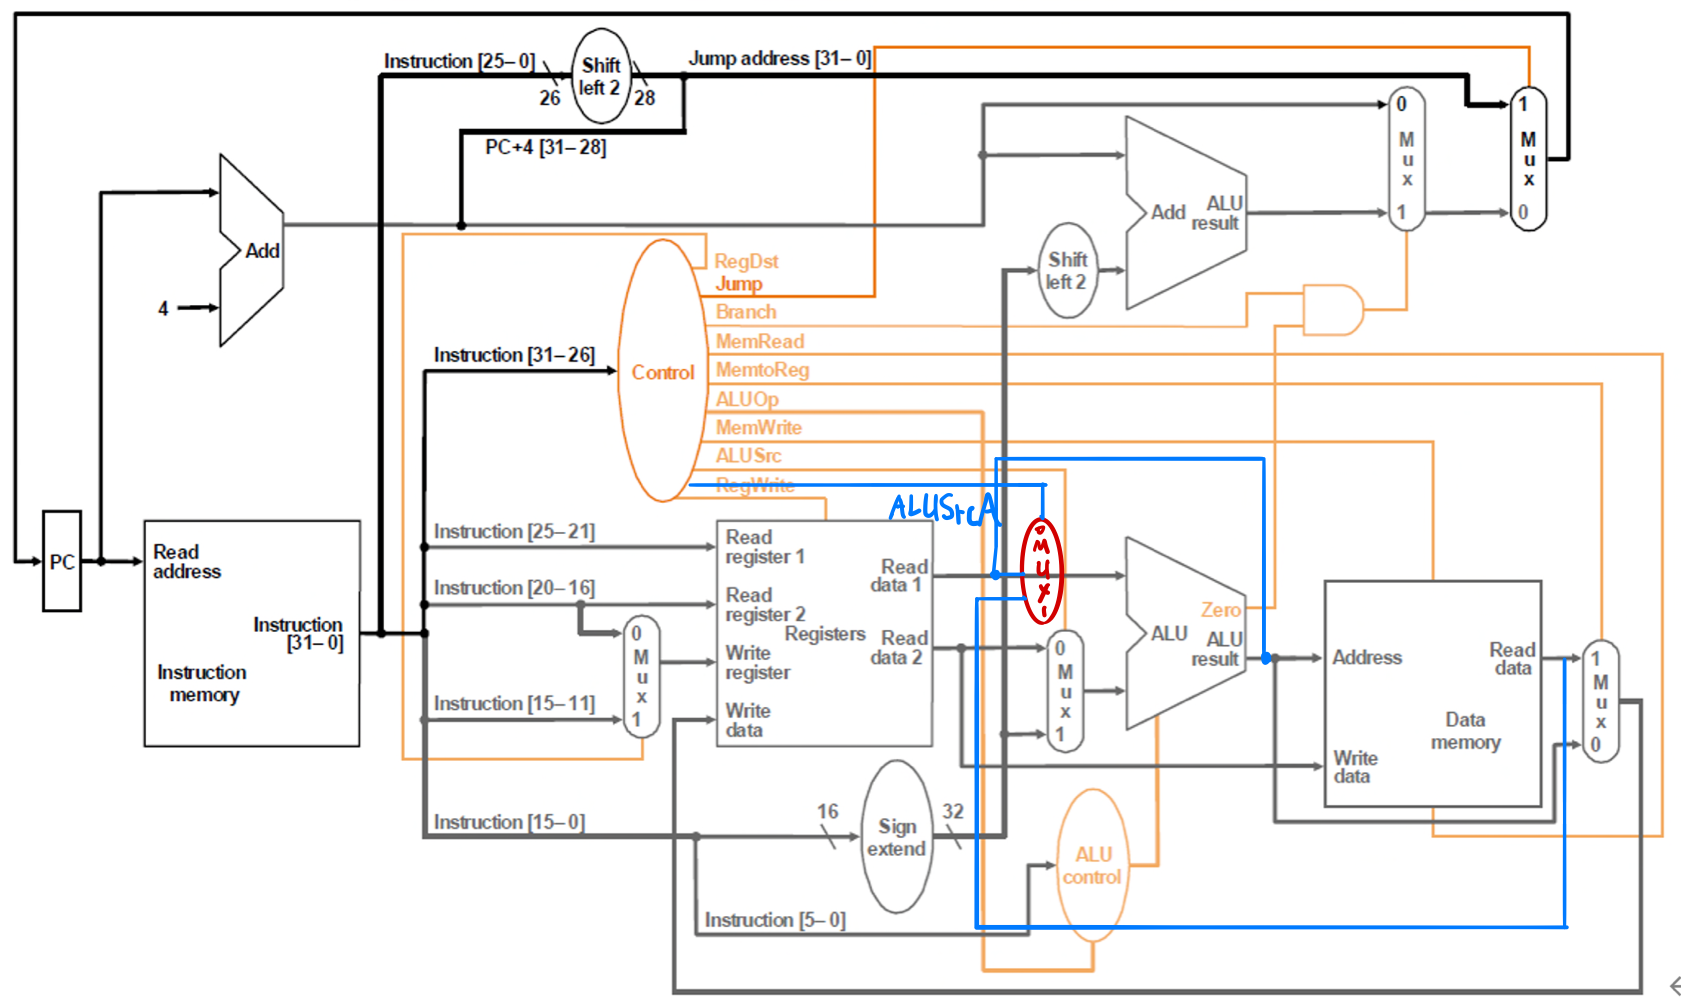 Instruction [25–0]
26
Shift
left 2
28
Jump address [31–0]
PC+4 [31–28]
Add
4
0
M
u
x
1
1
M
u
x
0
Add
ALU
result
Shift
left 2
RegDst
Jump
Branch
MemRead
MemtoReg
ALUOp
MemWrite
ALUSrc
RegWrite
Control
Instruction [31–26]
ALUSrcA
0
M
u
x
1
PC
Read
address
Instruction
[31–0]
Instruction
memory
Instruction [25–21]
Instruction [20–16]
Instruction [15–11]
0
M
u
x
1
Read
register 1
Read
register 2
Write
register
Write
data
Registers
Read
data 1
Read
data 2
0
M
u
x
1
Zero
ALU
ALU
result
Address
Write
data
Read
data
Data
memory
1
M
u
x
0
Instruction [15–0]
16
Sign
extend
32
ALU
control
Instruction [5–0]